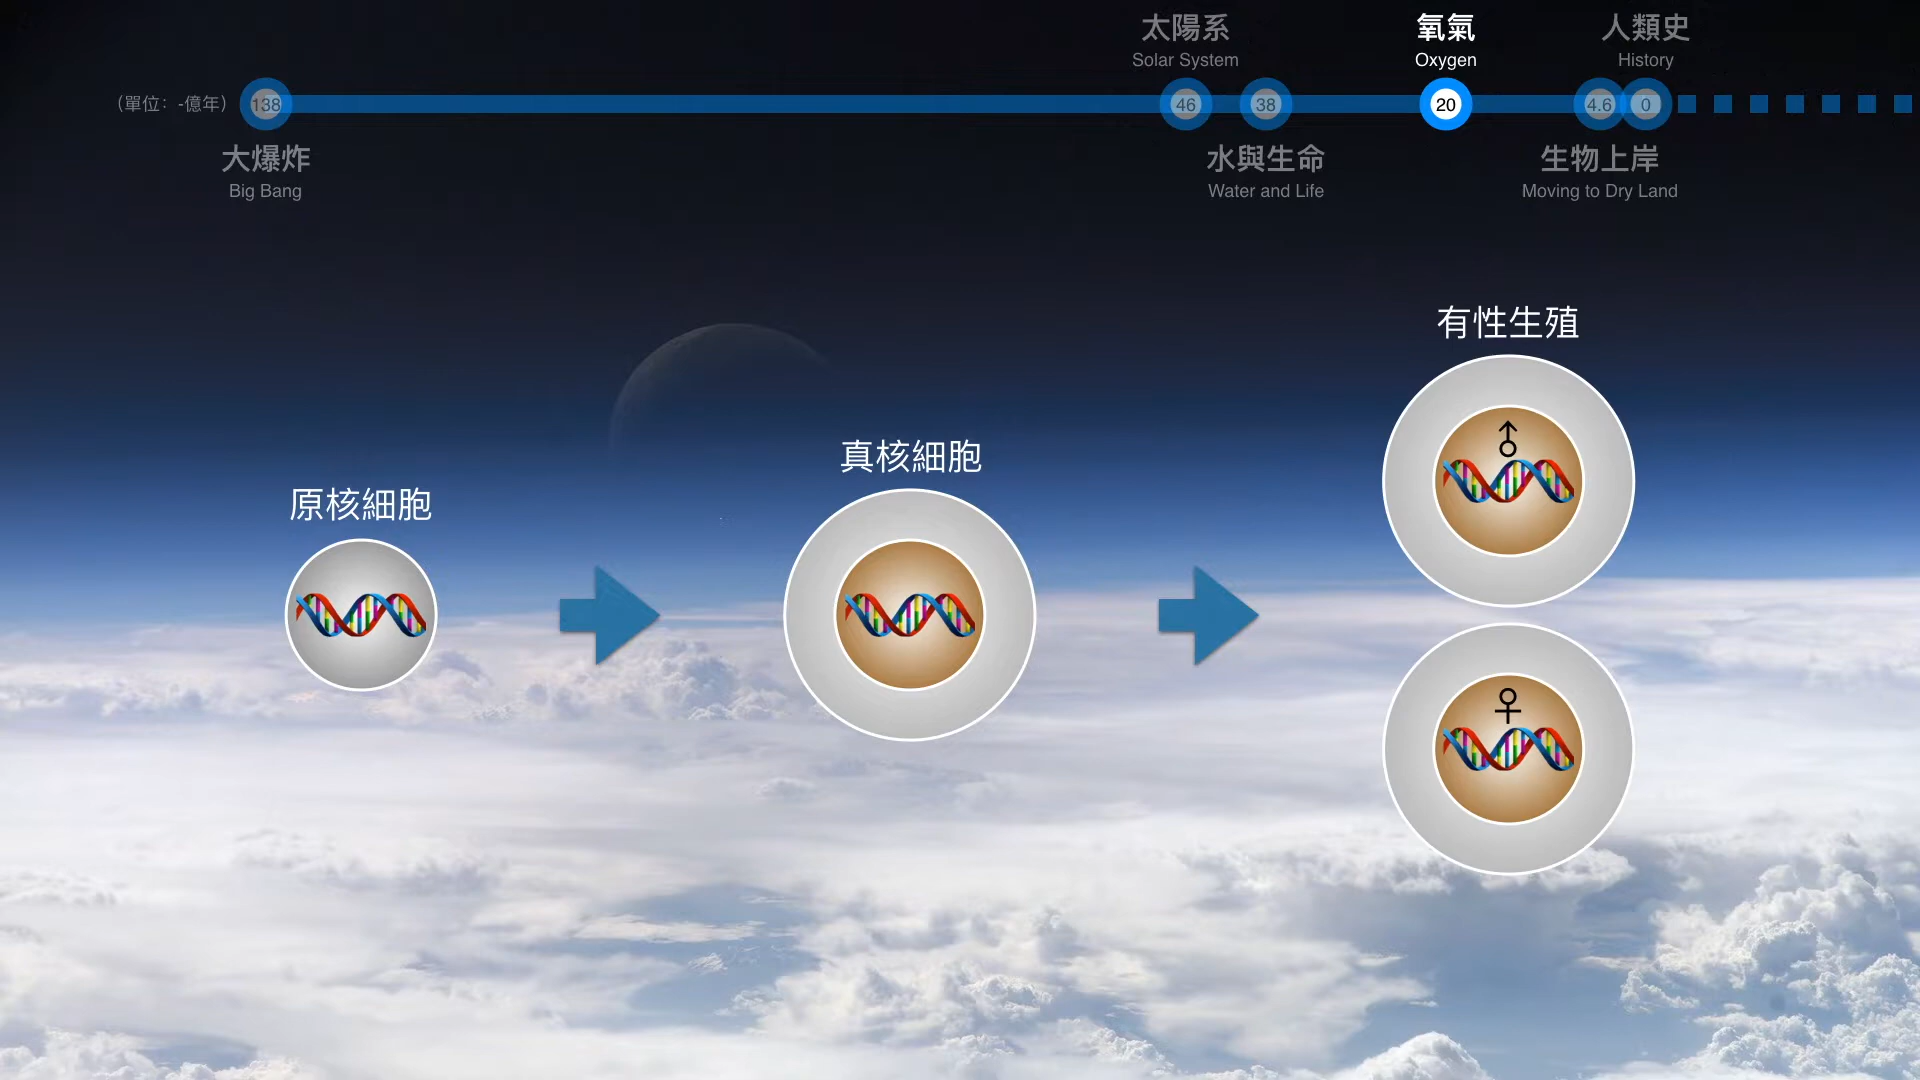 太陽系
Solar System
氧氣
Oxygen
人類史
History
（單位：-億年）
138
46
38
20
4.6
0
大爆炸
Big Bang
水與生命
Water and Life
生物上岸
Moving to Dry Land
原核細胞
真核細胞
有性生殖
♂
♀